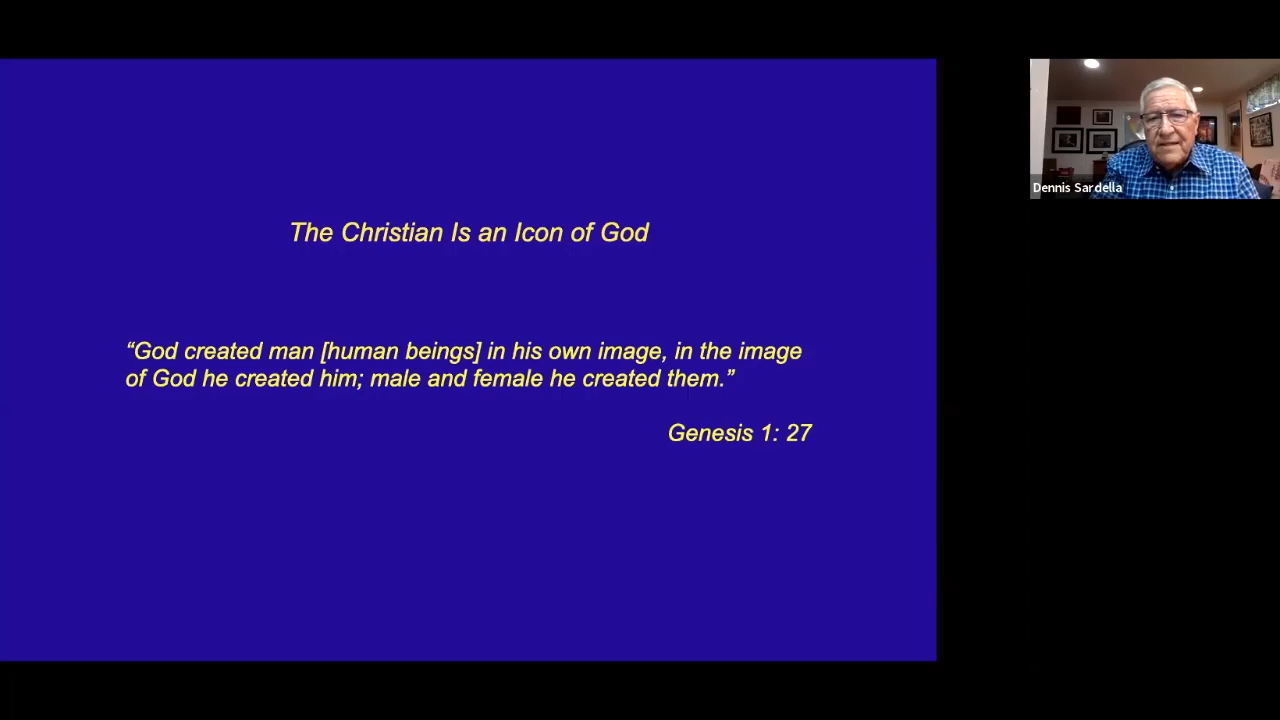 The Christian Is an Icon of God
“God created man [human beings] in his own image, in the image
of God he created him; male and female he created them.”
Genesis 1: 27
Dennis Sardella